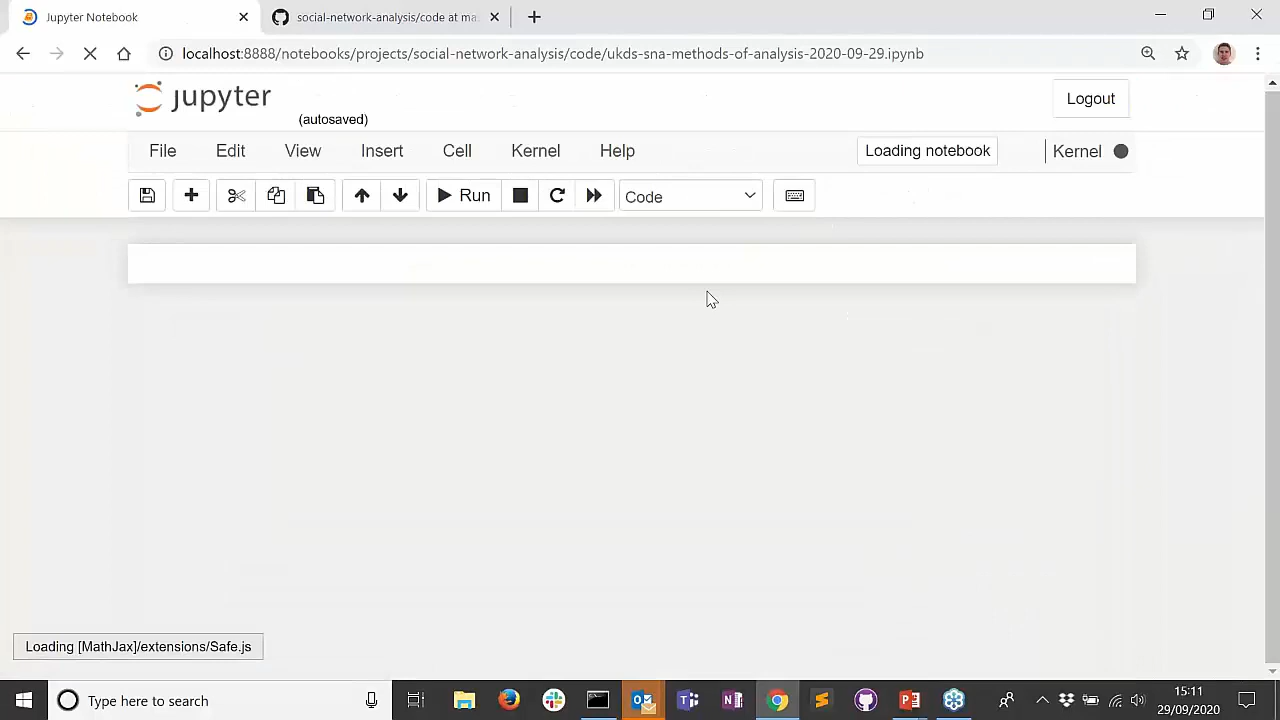 Jupyter Notebook
social-network-analysis/code at ma
localhost:8888/notebooks/projects/social-network-analysis/code/ukds-sna-methods-of-analysis-2020-09-29.ipynb
jupyter
(autosaved)
Logout
File Edit View Insert Cell Kernel Help
Loading notebook
Kernel
Run
Code
Loading [MathJax]/extensions/Safe.js
Type here to search
15:11
29/09/2020